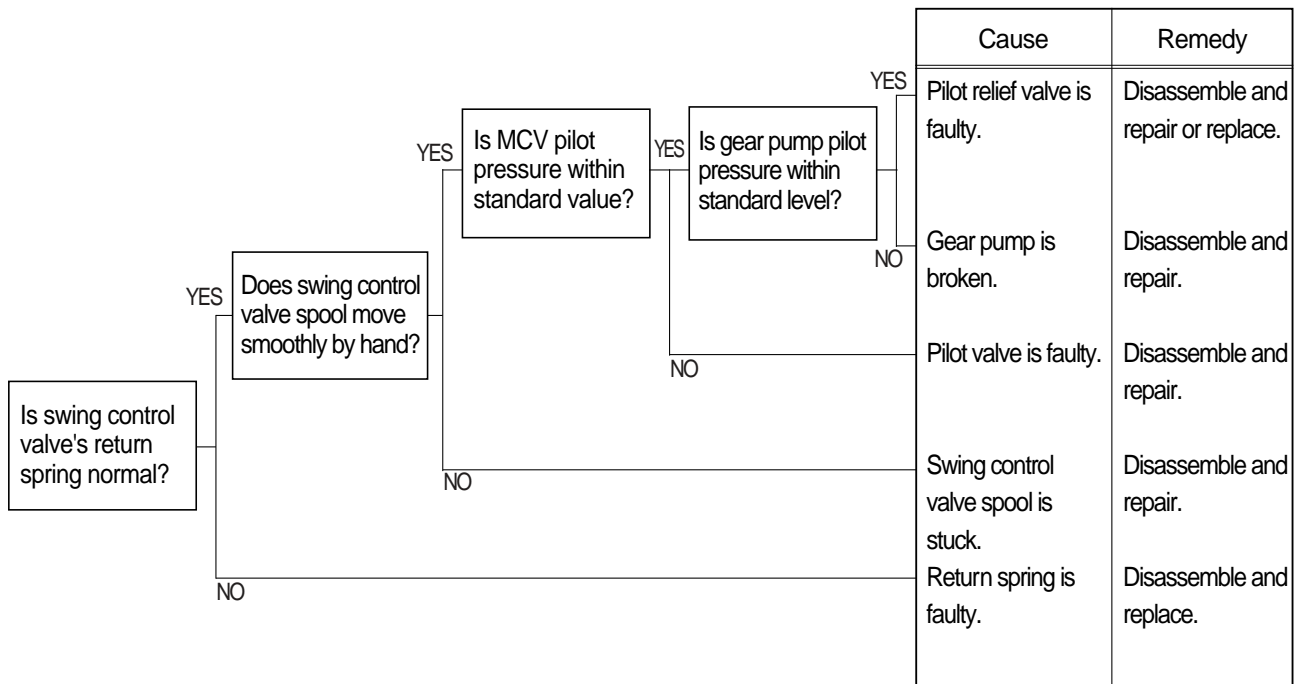 Cause Remedy
YES
Pilot relief valve is Disassemble and
faulty. repair or replace.
YES
Is MCV pilot
pressure within
standard value?
YES
Is gear pump pilot
pressure within
standard level?
NO
Gear pump is Disassemble and
broken. repair.
YES
Does swing control
valve spool move
smoothly by hand?
NO
Pilot valve is faulty. Disassemble and
repair.
Is swing control
valve's return
spring normal?
NO
Swing control Disassemble and
valve spool is repair.
stuck.
NO
Return spring is Disassemble and
faulty. replace.